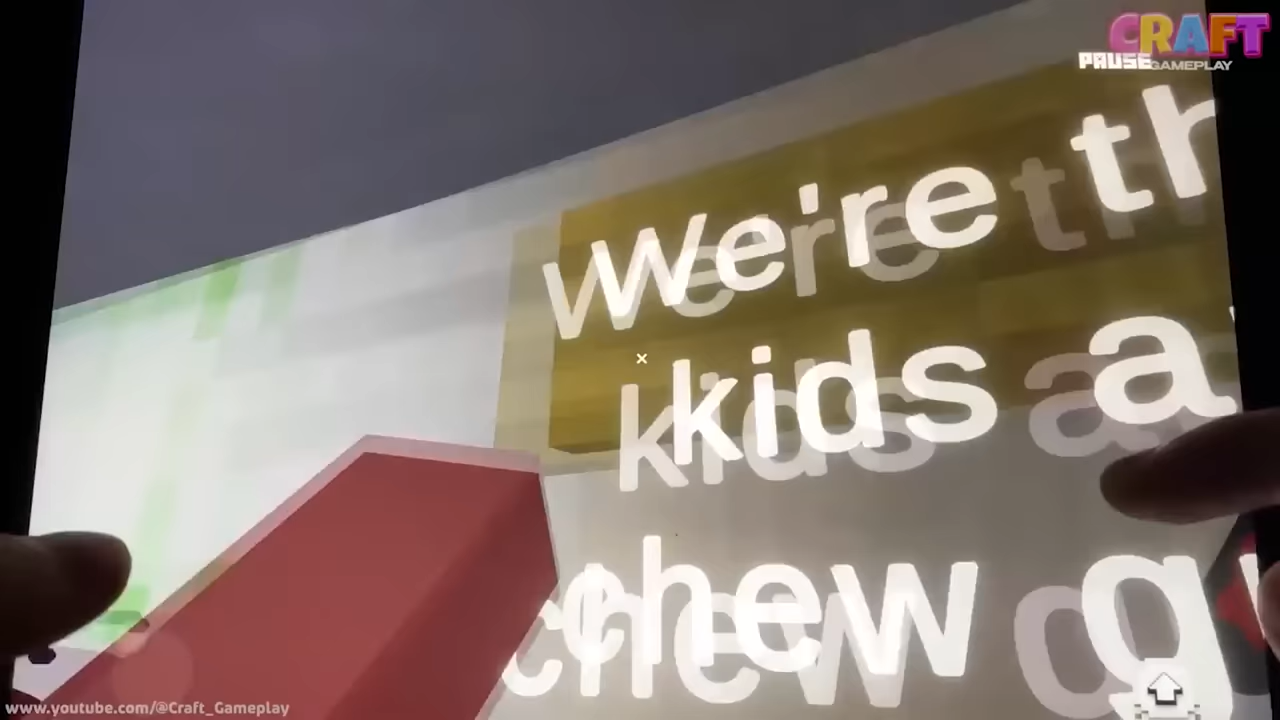 CRAFT
PAUSE GAMEPLAY
We're th
kids a
chew g
www.youtube.com/@Craft_Gameplay